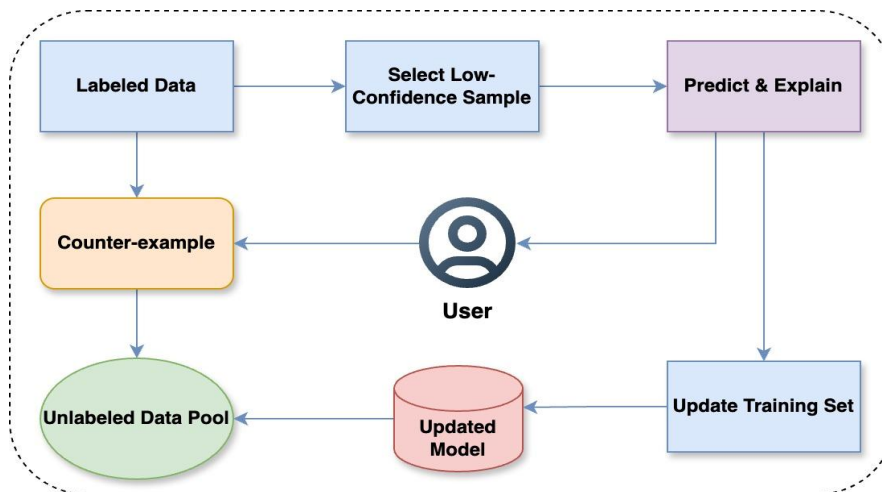 Labeled Data
Select Low-
Confidence Sample
Predict & Explain
Counter-example
User
Unlabeled Data Pool
Updated
Model
Update Training Set